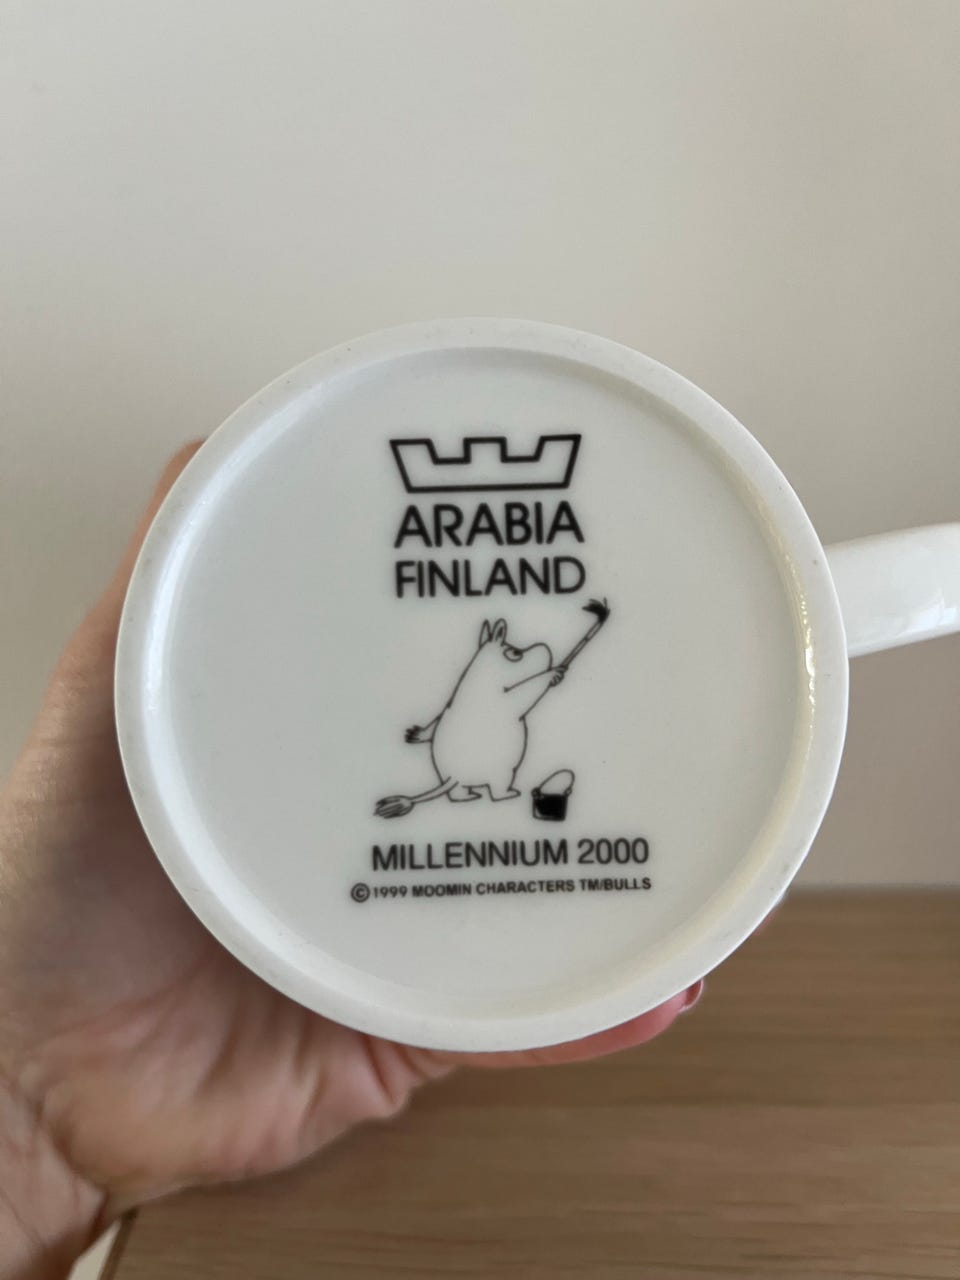 ARABIA
FINLAND
MILLENNIUM 2000
©1999 MOOMIN CHARACTERS TM/BULLS